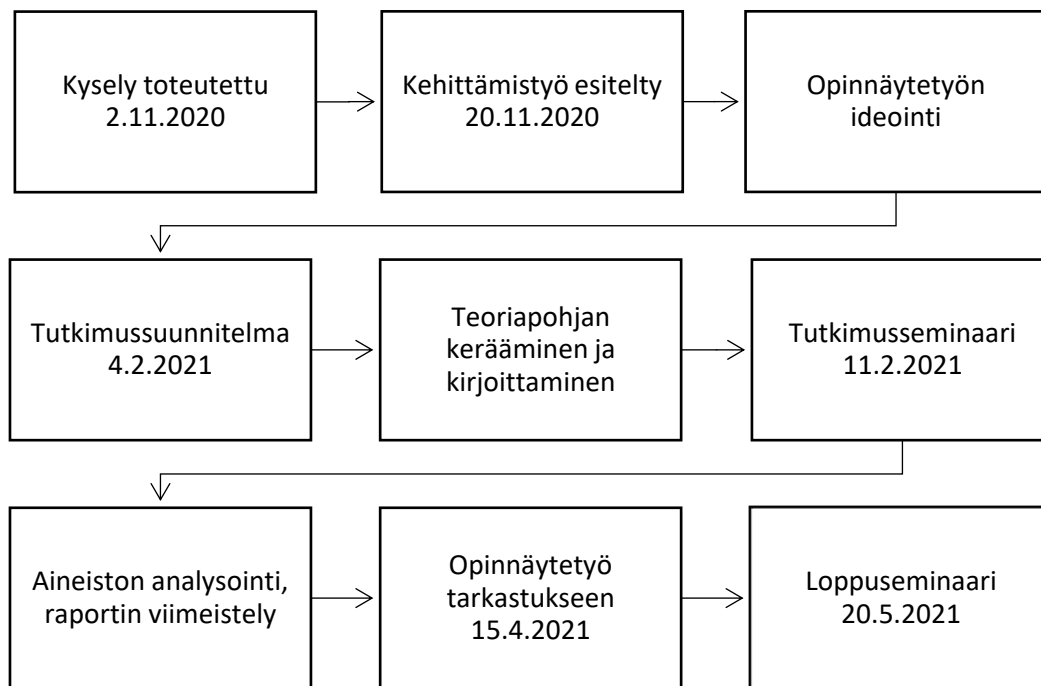 Kysely toteutettu
2.11.2020
Kehittämistyö esitelty
20.11.2020
Opinnäytetyön
ideointi
Tutkimussuunnitelma
4.2.2021
Teoriapohjan
kerääminen ja
kirjoittaminen
Tutkimusseminaari
11.2.2021
Aineiston analysointi,
raportin viimeistely
Opinnäytetyö
tarkastukseen
15.4.2021
Loppuseminaari
20.5.2021